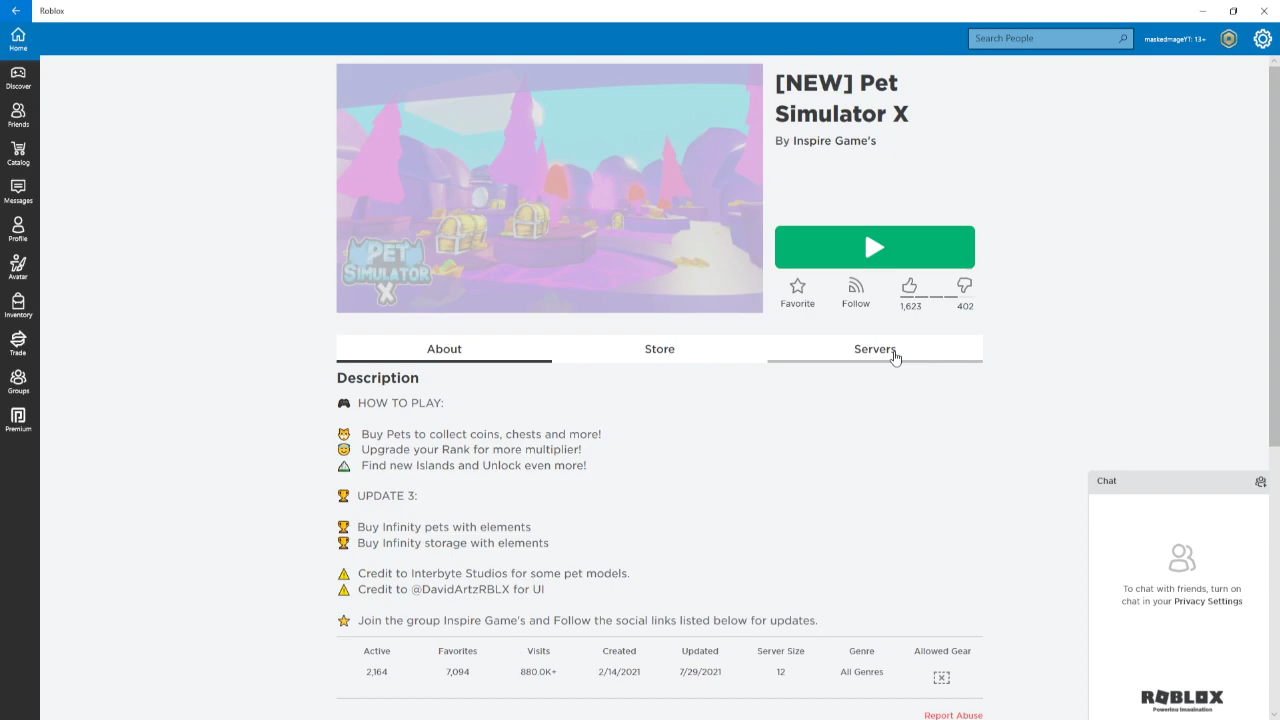 Roblox
Home
Search People
maskedmageYT: 13+
Discover
Friends
Catalog
Messages
Profile
Avatar
Inventory
Trade
Groups
Premium
PET
SIMULATOR
X
[NEW] Pet
Simulator X
By Inspire Game's
Favorite
Follow
1,623
402
About
Store
Servers
Description
HOW TO PLAY:
Buy Pets to collect coins, chests and more!
Upgrade your Rank for more multiplier!
Find new Islands and Unlock even more!
UPDATE 3:
Buy Infinity pets with elements
Buy Infinity storage with elements
Credit to Interbyte Studios for some pet models.
Credit to @DavidArtzRBLX for UI
Join the group Inspire Game's and Follow the social links listed below for updates.
Active Favorites Visits Created Updated Server Size Genre Allowed Gear
2,164 7,094 880.0K+ 2/14/2021 7/29/2021 12 All Genres
Report Abuse
Chat
To chat with friends, turn on
chat in your Privacy Settings
ROBLOX
Powering Imagination